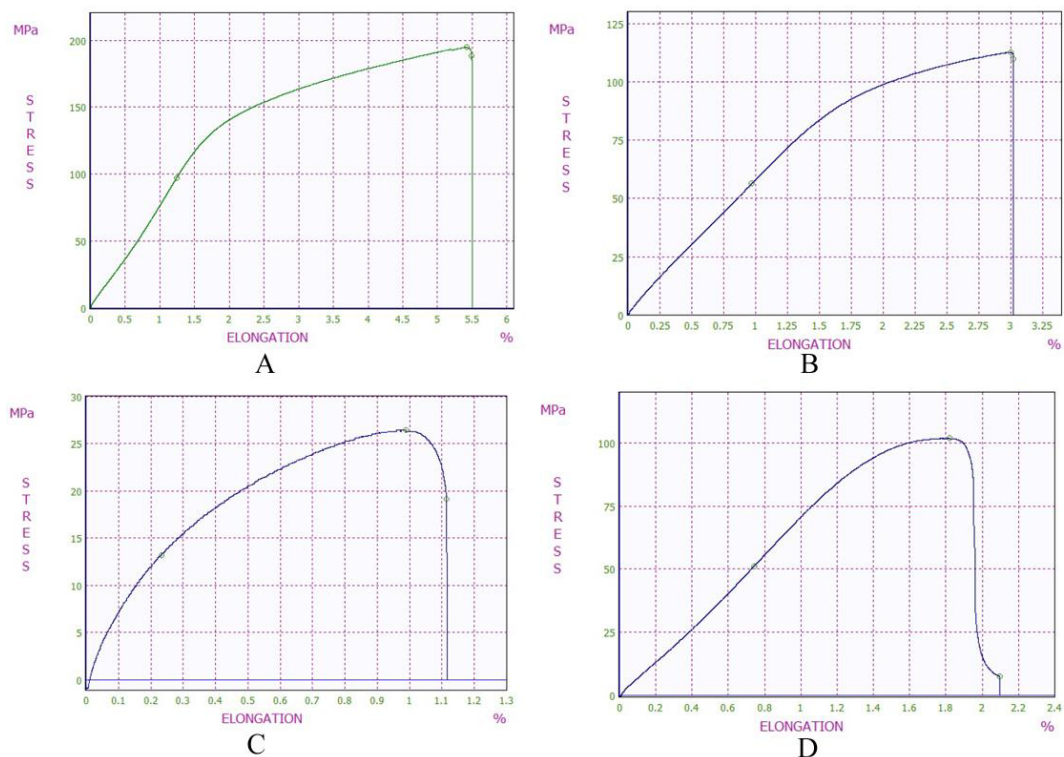 MPa
200
150
100
50
0
S
T
R
E
S
S
0 0.5 1 1.5 2 2.5 3 3.5 4 4.5 5 5.5 6
ELONGATION %
A
MPa
125
100
75
50
25
0
S
T
R
E
S
S
0 0.25 0.5 0.75 1 1.25 1.5 1.75 2 2.25 2.5 2.75 3 3.25
ELONGATION %
B
MPa
30
25
20
15
10
5
0
S
T
R
E
S
S
0 0.1 0.2 0.3 0.4 0.5 0.6 0.7 0.8 0.9 1 1.1 1.2 1.3
ELONGATION %
C
MPa
100
75
50
25
0
S
T
R
E
S
S
0 0.2 0.4 0.6 0.8 1 1.2 1.4 1.6 1.8 2 2.2 2.4
ELONGATION %
D